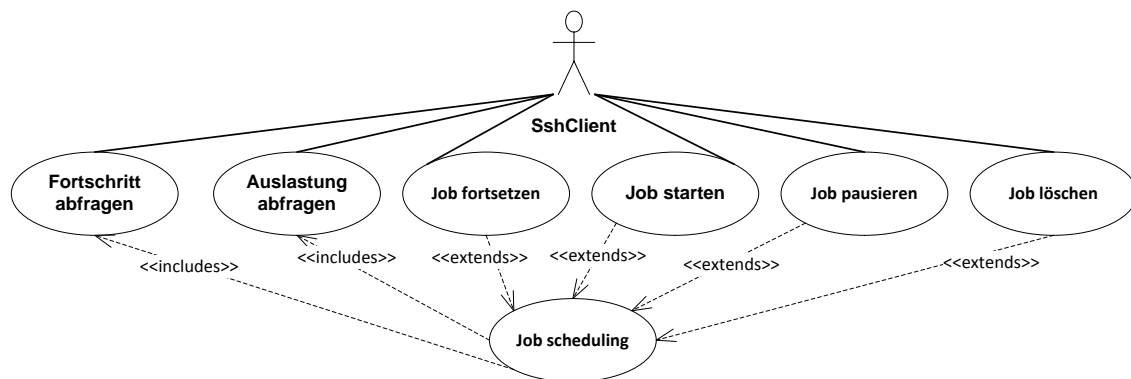 SshClient
Fortschritt
abfragen
Auslastung
abfragen
Job fortsetzen
Job starten
Job pausieren
Job löschen
<<includes>>
<<includes>>
<<extends>>
<<extends>>
<<extends>>
<<extends>>
Job scheduling